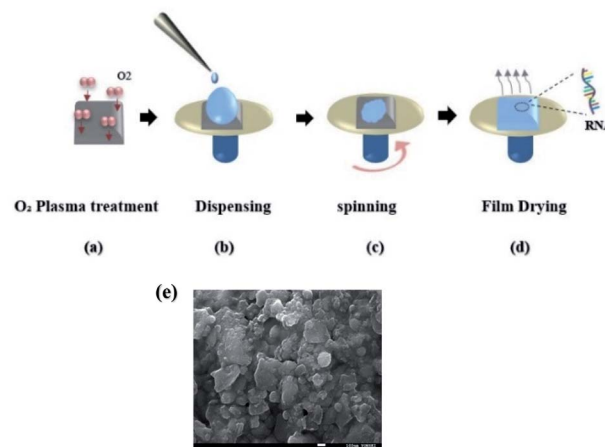 O2
RN
O₂ Plasma treatment
Dispensing
spinning
Film Drying
(a)
(b)
(c)
(d)
(e)